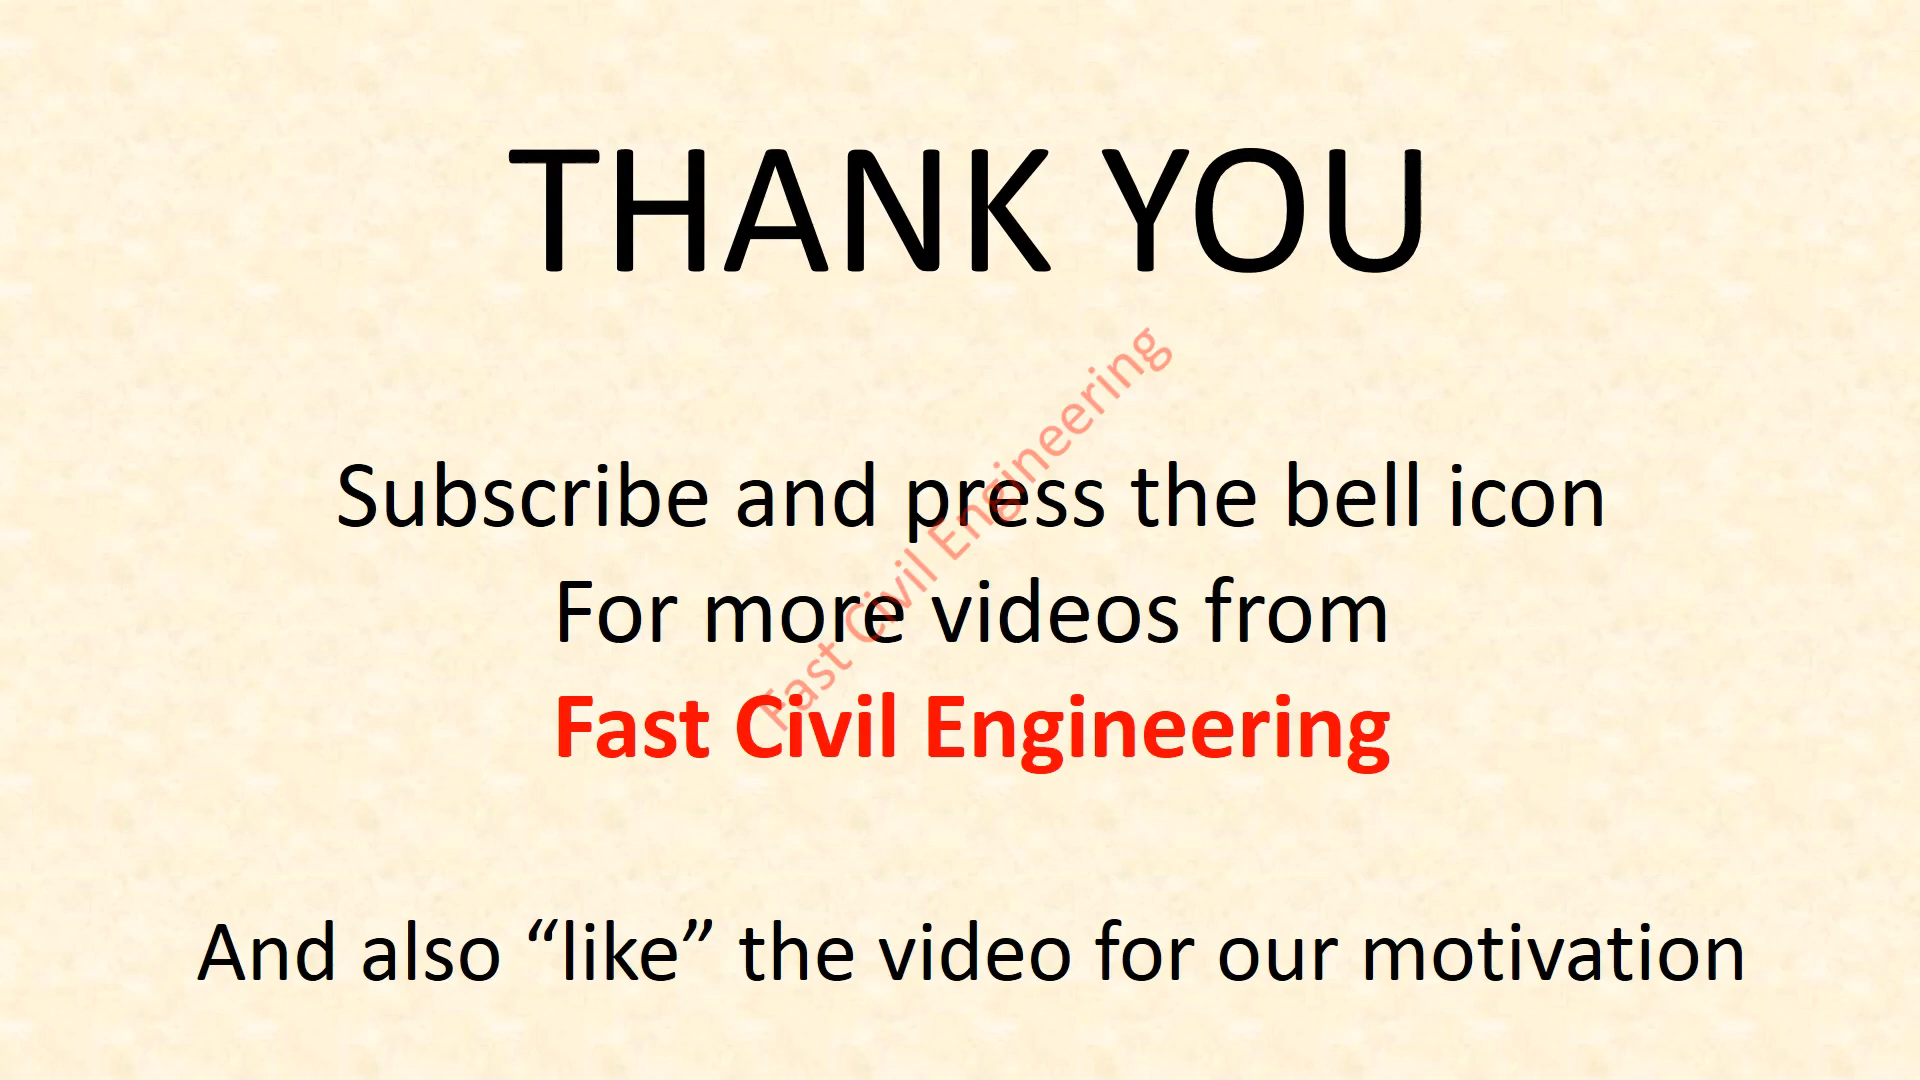 THANK YOU
Fast Civil Engineering
Subscribe and press the bell icon
For more videos from
Fast Civil Engineering
And also “like” the video for our motivation